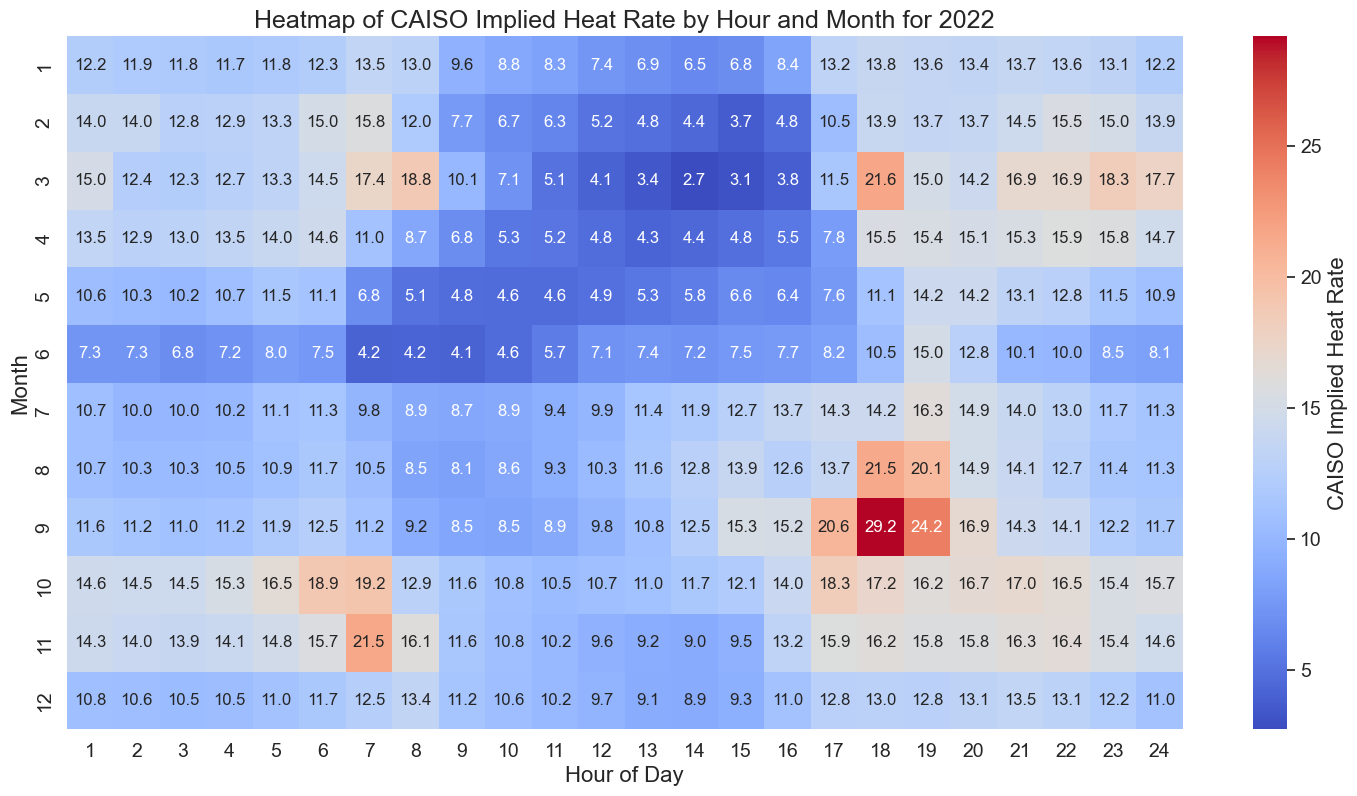 Heatmap of CAISO Implied Heat Rate by Hour and Month for 2022
1 12.2 11.9 11.8 11.7 11.8 12.3 13.5 13.0 9.6 8.8 8.3 7.4 6.9 6.5 6.8 8.4 13.2 13.8 13.6 13.4 13.7 13.6 13.1 12.2
2 14.0 14.0 12.8 12.9 13.3 15.0 15.8 12.0 7.7 6.7 6.3 5.2 4.8 4.4 3.7 4.8 10.5 13.9 13.7 13.7 14.5 15.5 15.0 13.9
3 15.0 12.4 12.3 12.7 13.3 14.5 17.4 18.8 10.1 7.1 5.1 4.1 3.4 2.7 3.1 3.8 11.5 21.6 15.0 14.2 16.9 16.9 18.3 17.7
4 13.5 12.9 13.0 13.5 14.0 14.6 11.0 8.7 6.8 5.3 5.2 4.8 4.3 4.4 4.8 5.5 7.8 15.5 15.4 15.1 15.3 15.9 15.8 14.7
5 10.6 10.3 10.2 10.7 11.5 11.1 6.8 5.1 4.8 4.6 4.6 4.9 5.3 5.8 6.6 6.4 7.6 11.1 14.2 14.2 13.1 12.8 11.5 10.9
6 7.3 7.3 6.8 7.2 8.0 7.5 4.2 4.2 4.1 4.6 5.7 7.1 7.4 7.2 7.5 7.7 8.2 10.5 15.0 12.8 10.1 10.0 8.5 8.1
7 10.7 10.0 10.0 10.2 11.1 11.3 9.8 8.9 8.7 8.9 9.4 9.9 11.4 11.9 12.7 13.7 14.3 14.2 16.3 14.9 14.0 13.0 11.7 11.3
8 10.7 10.3 10.3 10.5 10.9 11.7 10.5 8.5 8.1 8.6 9.3 10.3 11.6 12.8 13.9 12.6 13.7 21.5 20.1 14.9 14.1 12.7 11.4 11.3
9 11.6 11.2 11.0 11.2 11.9 12.5 11.2 9.2 8.5 8.5 8.9 9.8 10.8 12.5 15.3 15.2 20.6 29.2 24.2 16.9 14.3 14.1 12.2 11.7
10 14.6 14.5 14.5 15.3 16.5 18.9 19.2 12.9 11.6 10.8 10.5 10.7 11.0 11.7 12.1 14.0 18.3 17.2 16.2 16.7 17.0 16.5 15.4 15.7
11 14.3 14.0 13.9 14.1 14.8 15.7 21.5 16.1 11.6 10.8 10.2 9.6 9.2 9.0 9.5 13.2 15.9 16.2 15.8 15.8 16.3 16.4 15.4 14.6
12 10.8 10.6 10.5 10.5 11.0 11.7 12.5 13.4 11.2 10.6 10.2 9.7 9.1 8.9 9.3 11.0 12.8 13.0 12.8 13.1 13.5 13.1 12.2 11.0
1 2 3 4 5 6 7 8 9 10 11 12 13 14 15 16 17 18 19 20 21 22 23 24
Hour of Day
Month
25
20
15
10
5
CAISO Implied Heat Rate